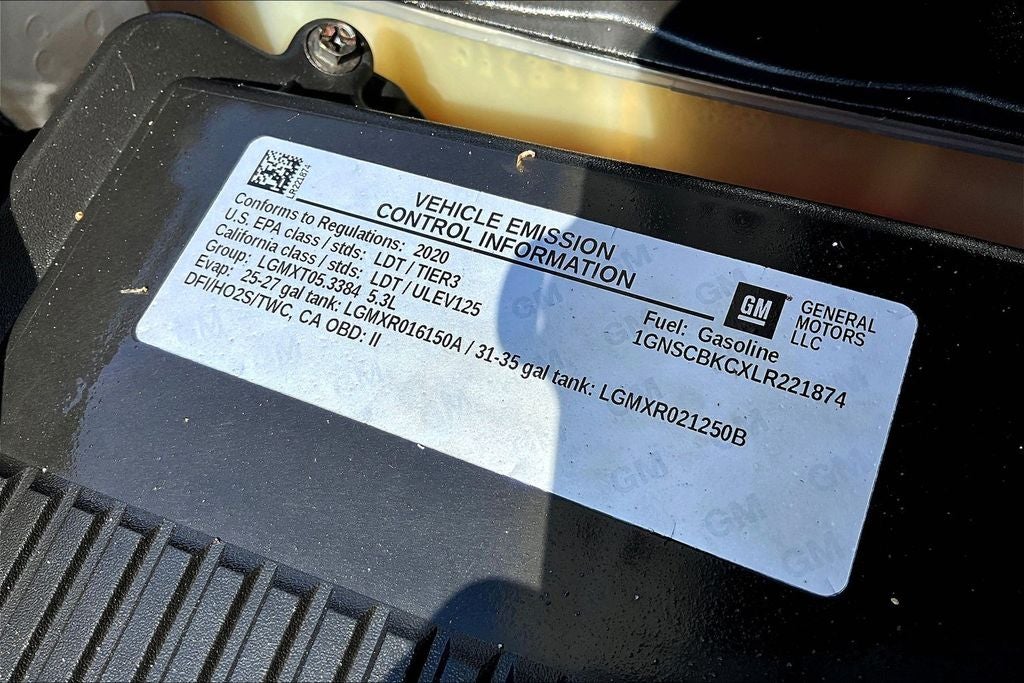 LR221874
VEHICLE EMISSION
CONTROL INFORMATION
Conforms to Regulations: 2020
U.S. EPA class / stds: LDT / TIER3
California class / stds: LDT / ULEV125
Group: LGMXT05.3384 5.3L
Evap: 25-27 gal tank: LGMXR016150A / 31-35 gal tank: LGMXR021250B
DFI/HO2S/TWC, CA OBD: II
GM
GENERAL
MOTORS
LLC
Fuel: Gasoline
1GNSCBKCXLR221874